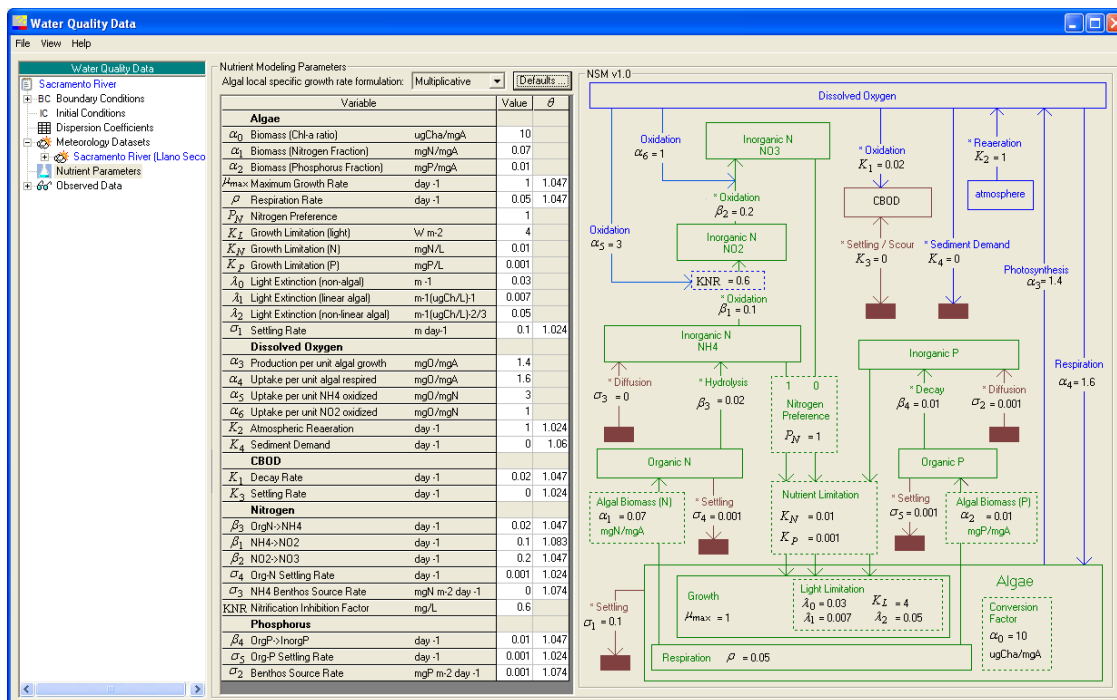 Water Quality Data
File View Help
Water Quality Data
Sacramento River
BC Boundary Conditions
IC Initial Conditions
Dispersion Coefficients
Meteorology Datasets
Sacramento River (Llano Seco
Nutrient Parameters
Observed Data
Nutrient Modeling Parameters
Algal local specific growth rate formulation: Multiplicative Defaults ...
Variable Value θ
Algae
α0 Biomass (Chl-a ratio) ugCha/mgA 10
α1 Biomass (Nitrogen Fraction) mgN/mgA 0.07
α2 Biomass (Phosphorus Fraction) mgP/mgA 0.01
μmax Maximum Growth Rate day -1 1 1.047
ρ Respiration Rate day -1 0.05 1.047
PN Nitrogen Preference 1
KL Growth Limitation (light) W m-2 4
KN Growth Limitation (N) mgN/L 0.01
KP Growth Limitation (P) mgP/L 0.001
λ0 Light Extinction (non-algal) m -1 0.03
λ1 Light Extinction (linear algal) m-1(ugCh/L)-1 0.007
λ2 Light Extinction (non-linear algal) m-1(ugCh/L)-2/3 0.05
σ1 Settling Rate m day-1 0.1 1.024
Dissolved Oxygen
α3 Production per unit algal growth mgO/mgA 1.4
α4 Uptake per unit algal respired mgO/mgA 1.6
α5 Uptake per unit NH4 oxidized mgO/mgN 3
α6 Uptake per unit NO2 oxidized mgO/mgN 1
K2 Atmospheric Reaeration day -1 1 1.024
K4 Sediment Demand day -1 0 1.06
CBOD
K1 Decay Rate day -1 0.02 1.047
K3 Settling Rate day -1 0 1.024
Nitrogen
β3 OrgN->NH4 day -1 0.02 1.047
β1 NH4->NO2 day -1 0.1 1.083
β2 NO2->NO3 day -1 0.2 1.047
σ4 Org-N Settling Rate day -1 0.001 1.024
σ3 NH4 Benthos Source Rate mgN m-2 day -1 0 1.074
KNR Nitrification Inhibition Factor mg/L 0.6
Phosphorus
β4 OrgP->InorgP day -1 0.01 1.047
σ5 Org-P Settling Rate day -1 0.001 1.024
σ2 Benthos Source Rate mgP m-2 day -1 0.001 1.074
NSM v1.0
Dissolved Oxygen
Oxidation
α6 = 1
Inorganic N
NO3
* Oxidation
K1 = 0.02
* Reaeration
K2 = 1
atmosphere
CBOD
* Oxidation
β2 = 0.2
Oxidation
α5 = 3
Inorganic N
NO2
* Settling / Scour
K3 = 0
* Sediment Demand
K4 = 0
Photosynthesis
α3 = 1.4
KNR = 0.6
* Oxidation
β1 = 0.1
Inorganic N
NH4
Inorganic P
Respiration
α4 = 1.6
* Diffusion
σ3 = 0
* Hydrolysis
β3 = 0.02
1 0
Nitrogen
Preference
PN = 1
* Decay
β4 = 0.01
* Diffusion
σ2 = 0.001
Organic N
Organic P
Algal Biomass (N)
α1 = 0.07
mgN/mgA
* Settling
σ4 = 0.001
Nutrient Limitation
KN = 0.01
KP = 0.001
* Settling
σ5 = 0.001
Algal Biomass (P)
α2 = 0.01
mgP/mgA
Algae
* Settling
σ1 = 0.1
Growth
μmax = 1
Light Limitation
λ0 = 0.03 KL = 4
λ1 = 0.007 λ2 = 0.05
Conversion
Factor
α0 = 10
ugCha/mgA
Respiration ρ = 0.05